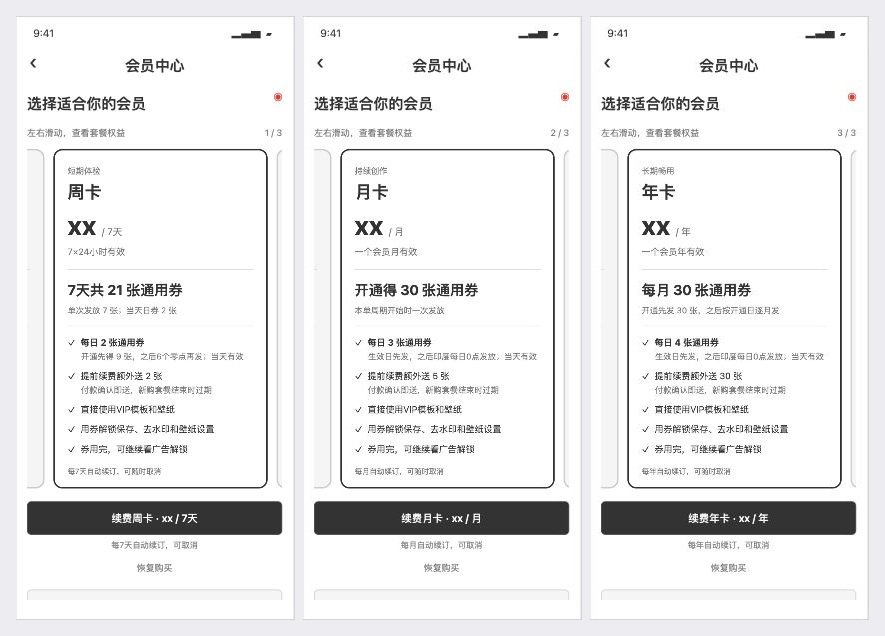 9:41
会员中心
选择适合你的会员
左右滑动，查看套餐权益 1 / 3
短期体验
周卡
XX / 7天
7×24小时有效
7天共 21 张通用券
单次发放 7 张；当天日券 2 张
✓ 每日 2 张通用券
开通先得 9 张，之后6个零点再发；当天有效
✓ 提前续费额外送 2 张
付款确认即送，新购套餐结束时过期
✓ 直接使用VIP模板和壁纸
✓ 用券解锁保存、去水印和壁纸设置
✓ 券用完，可继续看广告解锁
每7天自动续订，可随时取消
续费周卡 · xx / 7天
每7天自动续订，可取消
恢复购买
9:41
会员中心
选择适合你的会员
左右滑动，查看套餐权益 2 / 3
持续创作
月卡
XX / 月
一个会员月有效
开通得 30 张通用券
本单周期开始时一次发放
✓ 每日 3 张通用券
生效日先发，之后印度每日0点发放；当天有效
✓ 提前续费额外送 5 张
付款确认即送，新购套餐结束时过期
✓ 直接使用VIP模板和壁纸
✓ 用券解锁保存、去水印和壁纸设置
✓ 券用完，可继续看广告解锁
每月自动续订，可随时取消
续费月卡 · xx / 月
每月自动续订，可取消
恢复购买
9:41
会员中心
选择适合你的会员
左右滑动，查看套餐权益 3 / 3
长期畅用
年卡
XX / 年
一个会员年有效
每月 30 张通用券
开通先发 30 张，之后按开通日逐月发
✓ 每日 4 张通用券
生效日先发，之后印度每日0点发放；当天有效
✓ 提前续费额外送 30 张
付款确认即送，新购套餐结束时过期
✓ 直接使用VIP模板和壁纸
✓ 用券解锁保存、去水印和壁纸设置
✓ 券用完，可继续看广告解锁
每年自动续订，可随时取消
续费年卡 · xx / 年
每年自动续订，可取消
恢复购买